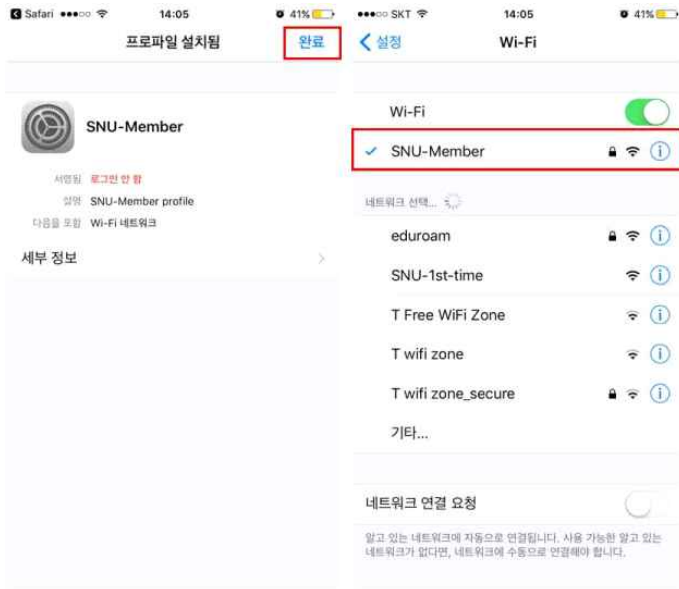 Safari 14:05 41%
프로파일 설치됨 완료
SNU-Member
서명됨 로그인 안 함
설명 SNU-Member profile
다음을 포함 Wi-Fi 네트워크
세부 정보
SKT 14:05 41%
설정 Wi-Fi
Wi-Fi
SNU-Member
네트워크 선택...
eduroam
SNU-1st-time
T Free WiFi Zone
T wifi zone
T wifi zone_secure
기타...
네트워크 연결 요청
알고 있는 네트워크에 자동으로 연결됩니다. 사용 가능한 알고 있는
네트워크가 없다면, 네트워크에 수동으로 연결해야 합니다.